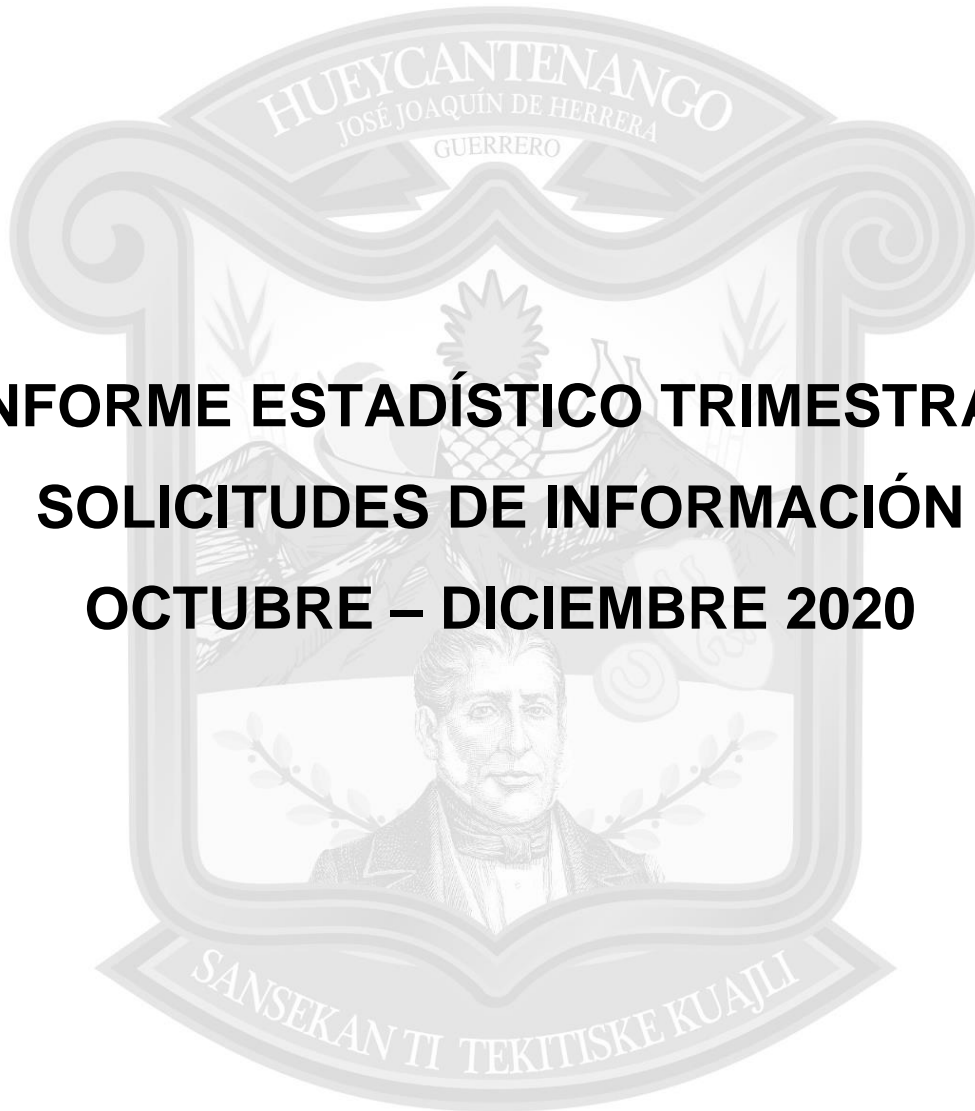 HUEYCANTENANGO
JOSÉ JOAQUÍN DE HERRERA
GUERRERO
NFORME ESTADÍSTICO TRIMESTRA
SOLICITUDES DE INFORMACIÓN
OCTUBRE – DICIEMBRE 2020
SANSEKAN TI TEKITISKE KUAJLI